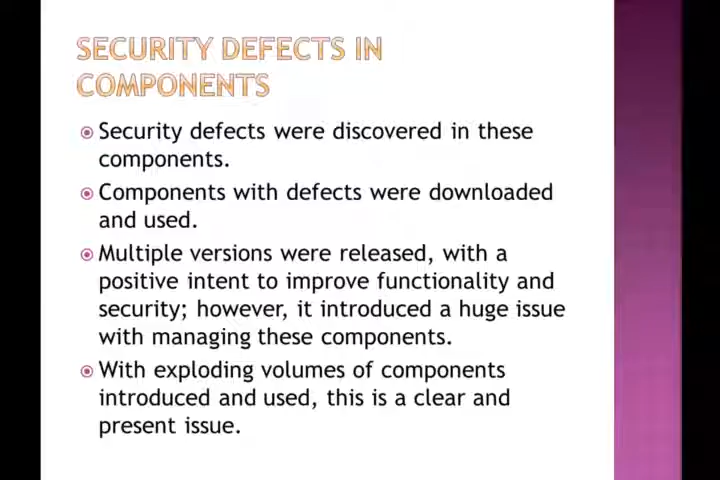 SECURITY DEFECTS IN
COMPONENTS
Security defects were discovered in these
components.
Components with defects were downloaded
and used.
Multiple versions were released, with a
positive intent to improve functionality and
security; however, it introduced a huge issue
with managing these components.
With exploding volumes of components
introduced and used, this is a clear and
present issue.